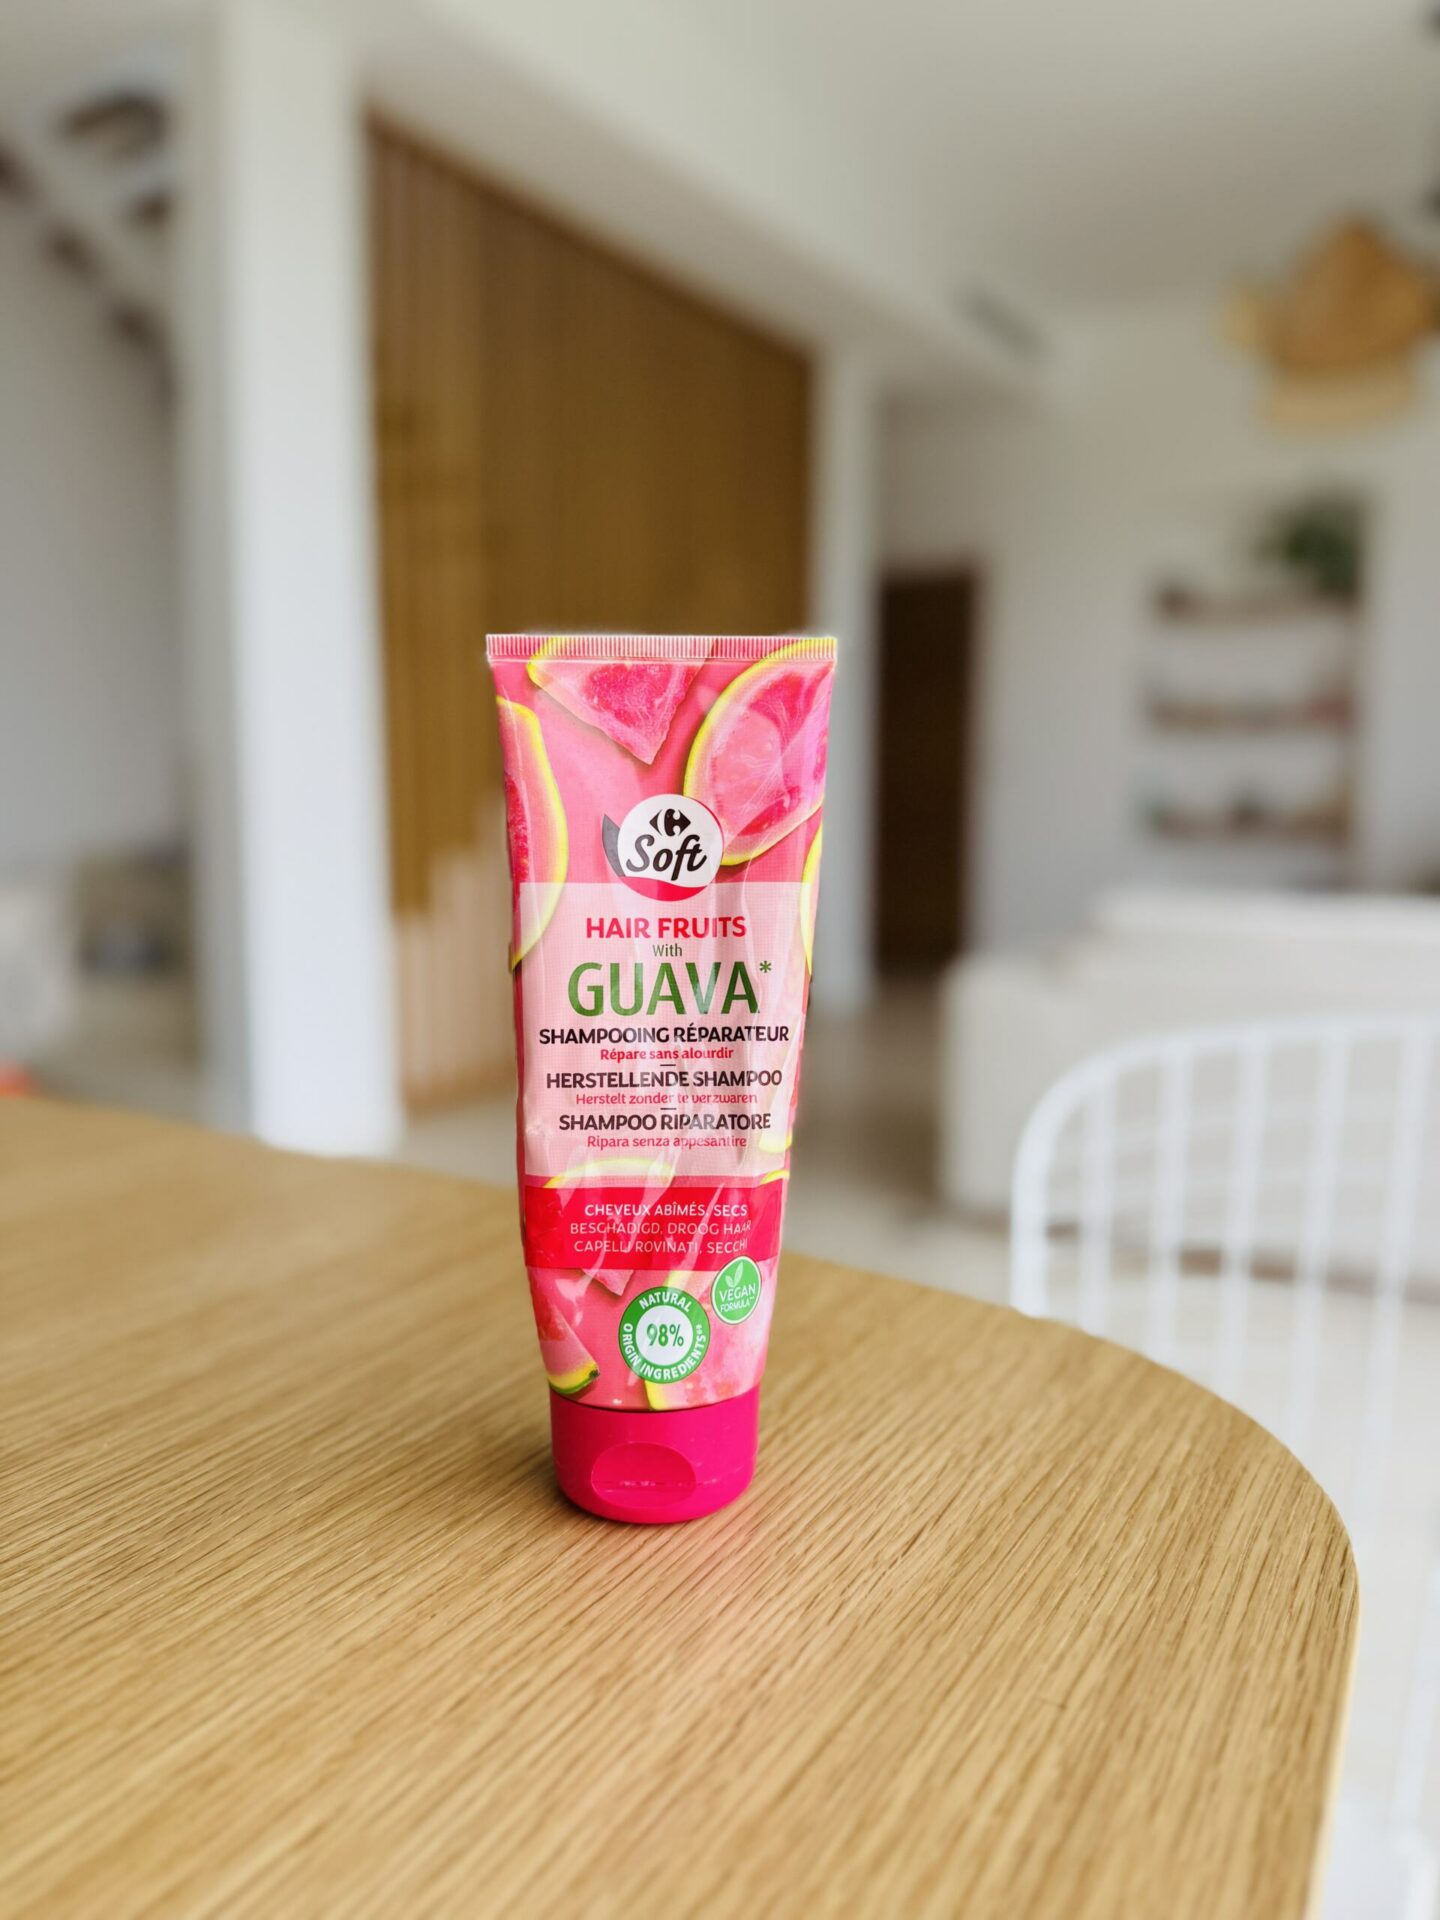 Soft
HAIR FRUITS
With
GUAVA*
SHAMPOOING RÉPARATEUR
Répare sans alourdir
HERSTELLENDE SHAMPOO
Herstelt zonder te verzwaren
SHAMPOO RIPARATORE
Ripara senza appesantire
CHEVEUX ABÎMÉS, SECS
BESCHADIGD, DROOG HAAR
CAPELLI ROVINATI, SECCHI
VEGAN
FORMULA**
NATURAL
98%
ORIGIN INGREDIENTS**